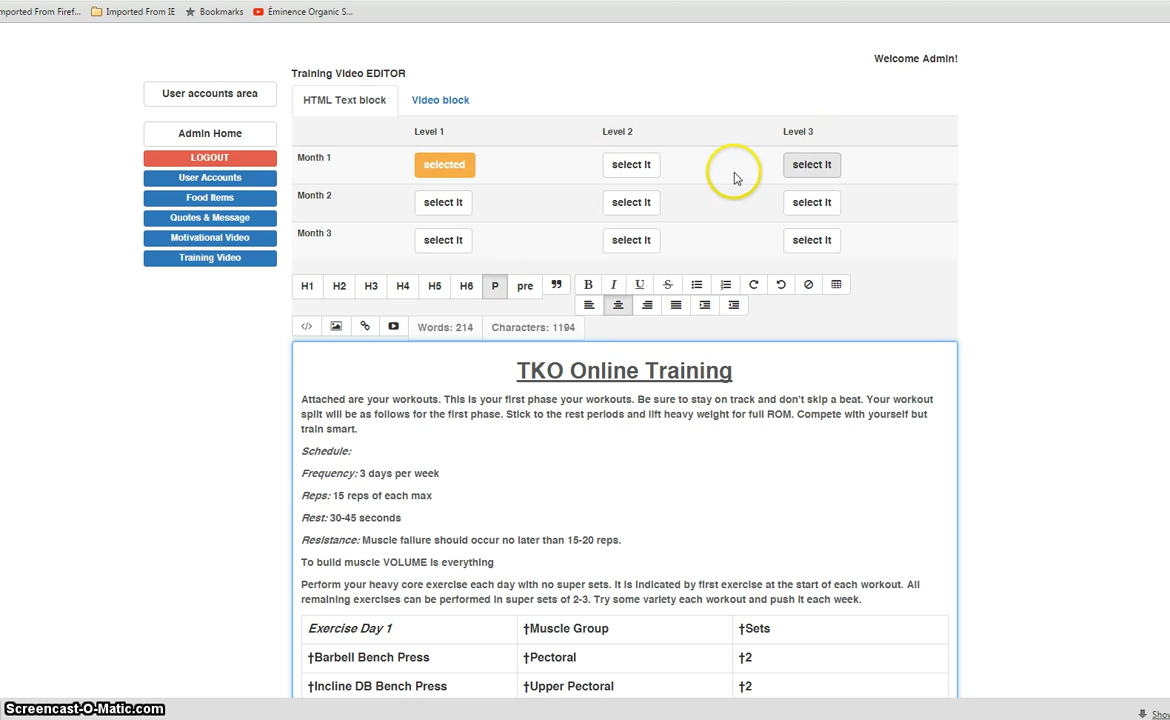 mported From Firef... Imported From IE Bookmarks Éminence Organic S...
Welcome Admin!
Training Video EDITOR
User accounts area
HTML Text block Video block
Level 1 Level 2 Level 3
Admin Home
Month 1 selected select it select it
LOGOUT
User Accounts
Month 2 select it select it select it
Food Items
Quotes & Message
Month 3 select it select it select it
Motivational Video
Training Video
H1 H2 H3 H4 H5 H6 P pre B I U S
</> Words: 214 Characters: 1194
TKO Online Training
Attached are your workouts. This is your first phase your workouts. Be sure to stay on track and don't skip a beat. Your workout
split will be as follows for the first phase. Stick to the rest periods and lift heavy weight for full ROM. Compete with yourself but
train smart.
Schedule:
Frequency: 3 days per week
Reps: 15 reps of each max
Rest: 30-45 seconds
Resistance: Muscle failure should occur no later than 15-20 reps.
To build muscle VOLUME is everything
Perform your heavy core exercise each day with no super sets. It is indicated by first exercise at the start of each workout. All
remaining exercises can be performed in super sets of 2-3. Try some variety each workout and push it each week.
Exercise Day 1 †Muscle Group †Sets
†Barbell Bench Press †Pectoral †2
†Incline DB Bench Press †Upper Pectoral †2
Screencast-O-Matic.com
Shov